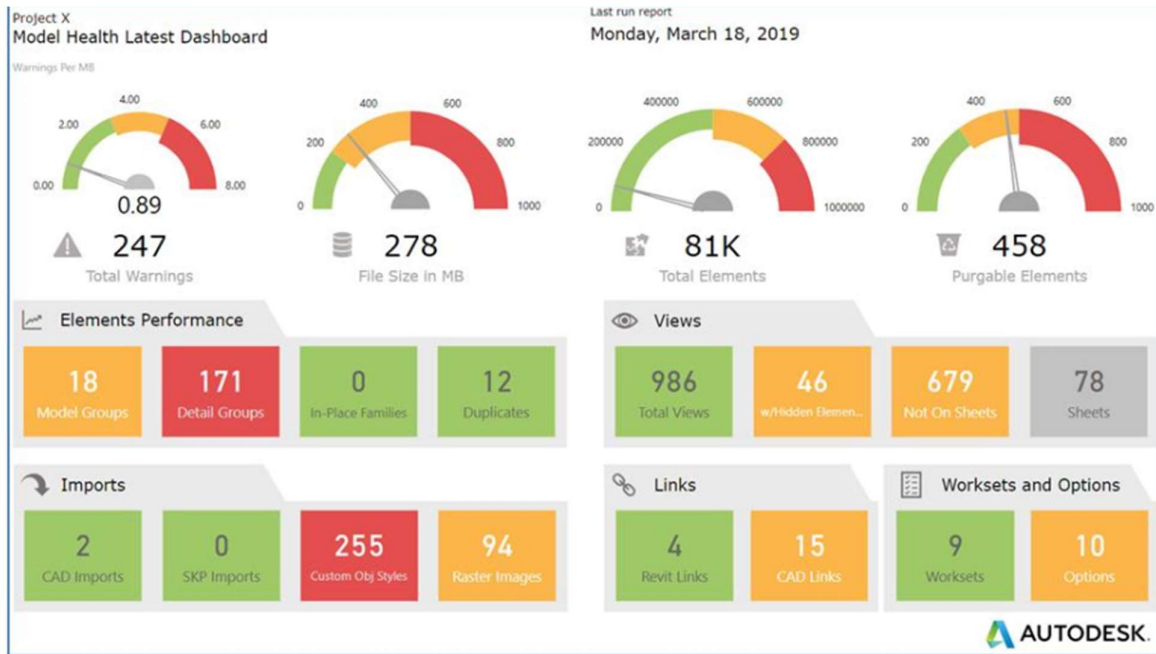 Project X
Model Health Latest Dashboard
Last run report
Monday, March 18, 2019
Warnings Per MB
0.00
2.00
4.00
6.00
8.00
0.89
0
200
400
600
800
1000
0
200000
400000
600000
800000
1000000
0
200
400
600
800
1000
247
Total Warnings
278
File Size in MB
81K
Total Elements
458
Purgable Elements
Elements Performance
18
Model Groups
171
Detail Groups
0
In-Place Families
12
Duplicates
Views
986
Total Views
46
w/Hidden Elemen...
679
Not On Sheets
78
Sheets
Imports
2
CAD Imports
0
SKP Imports
255
Custom Obj Styles
94
Raster Images
Links
4
Revit Links
15
CAD Links
Worksets and Options
9
Worksets
10
Options
AUTODESK.